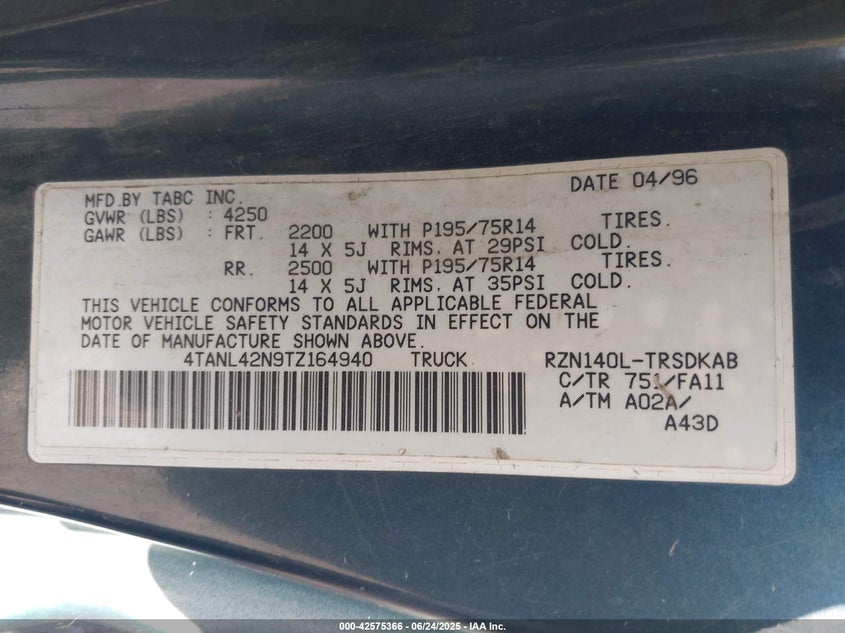 MFD.BY TABC INC. DATE 04/96
GVWR (LBS) : 4250
GAWR (LBS) : FRT. 2200 WITH P195/75R14 TIRES.
14 X 5J RIMS. AT 29PSI COLD.
RR. 2500 WITH P195/75R14 TIRES.
14 X 5J RIMS. AT 35PSI COLD.
THIS VEHICLE CONFORMS TO ALL APPLICABLE FEDERAL
MOTOR VEHICLE SAFETY STANDARDS IN EFFECT ON THE
DATE OF MANUFACTURE SHOWN ABOVE.
4TANL42N9TZ164940 TRUCK RZN140L-TRSDKAB
C/TR 751/FA11
A/TM A02A/
A43D
000-42575366 - 06/24/2025 - IAA Inc.